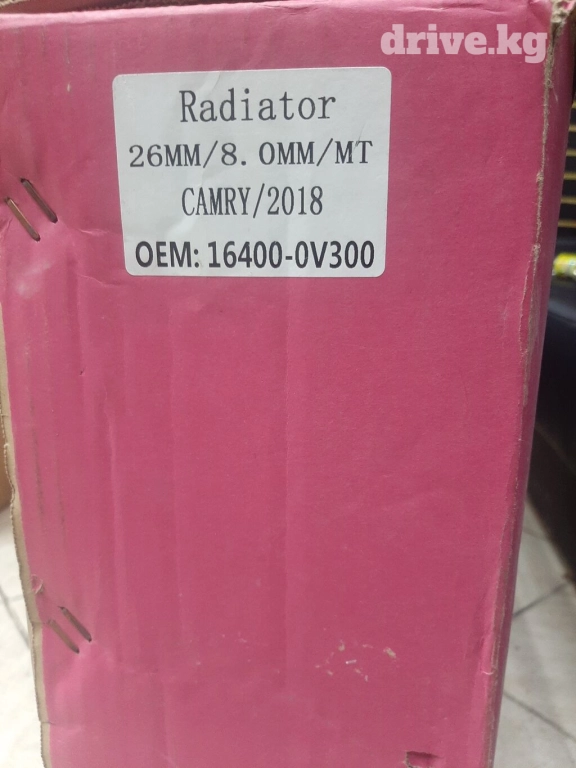 drive.kg
Radiator
26MM/8.0MM/MT
CAMRY/2018
OEM: 16400-0V300